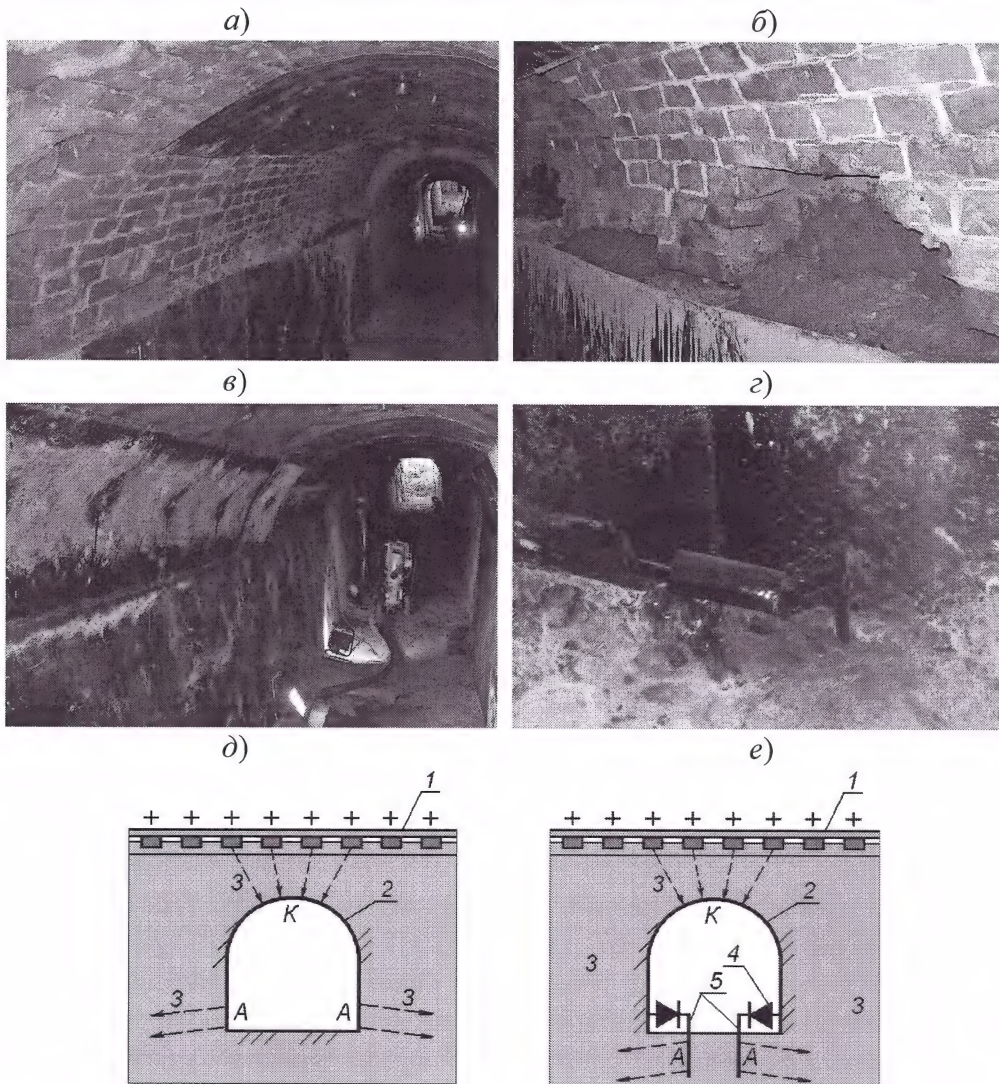 а) б)
в) г)
д) е)
1 1
+ + + + + + + + + + + + + + + +
3 2 3 2
К К
3 4
3 3 5 3
А А
А А